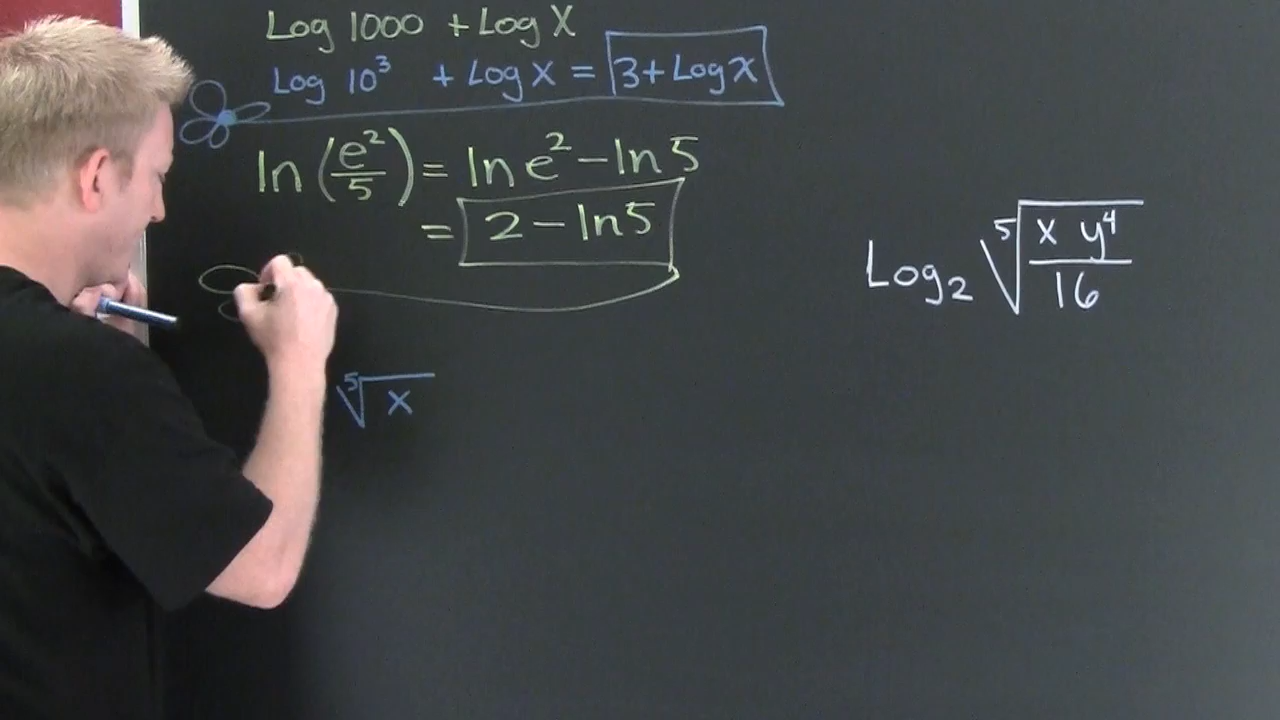 Log 1000 + Log X
Log 10³ + Log X = 3 + Log x
ln (e²/5) = ln e² − ln 5
= 2 − ln 5
⁵√x
Log₂ ⁵√(x y⁴/16)